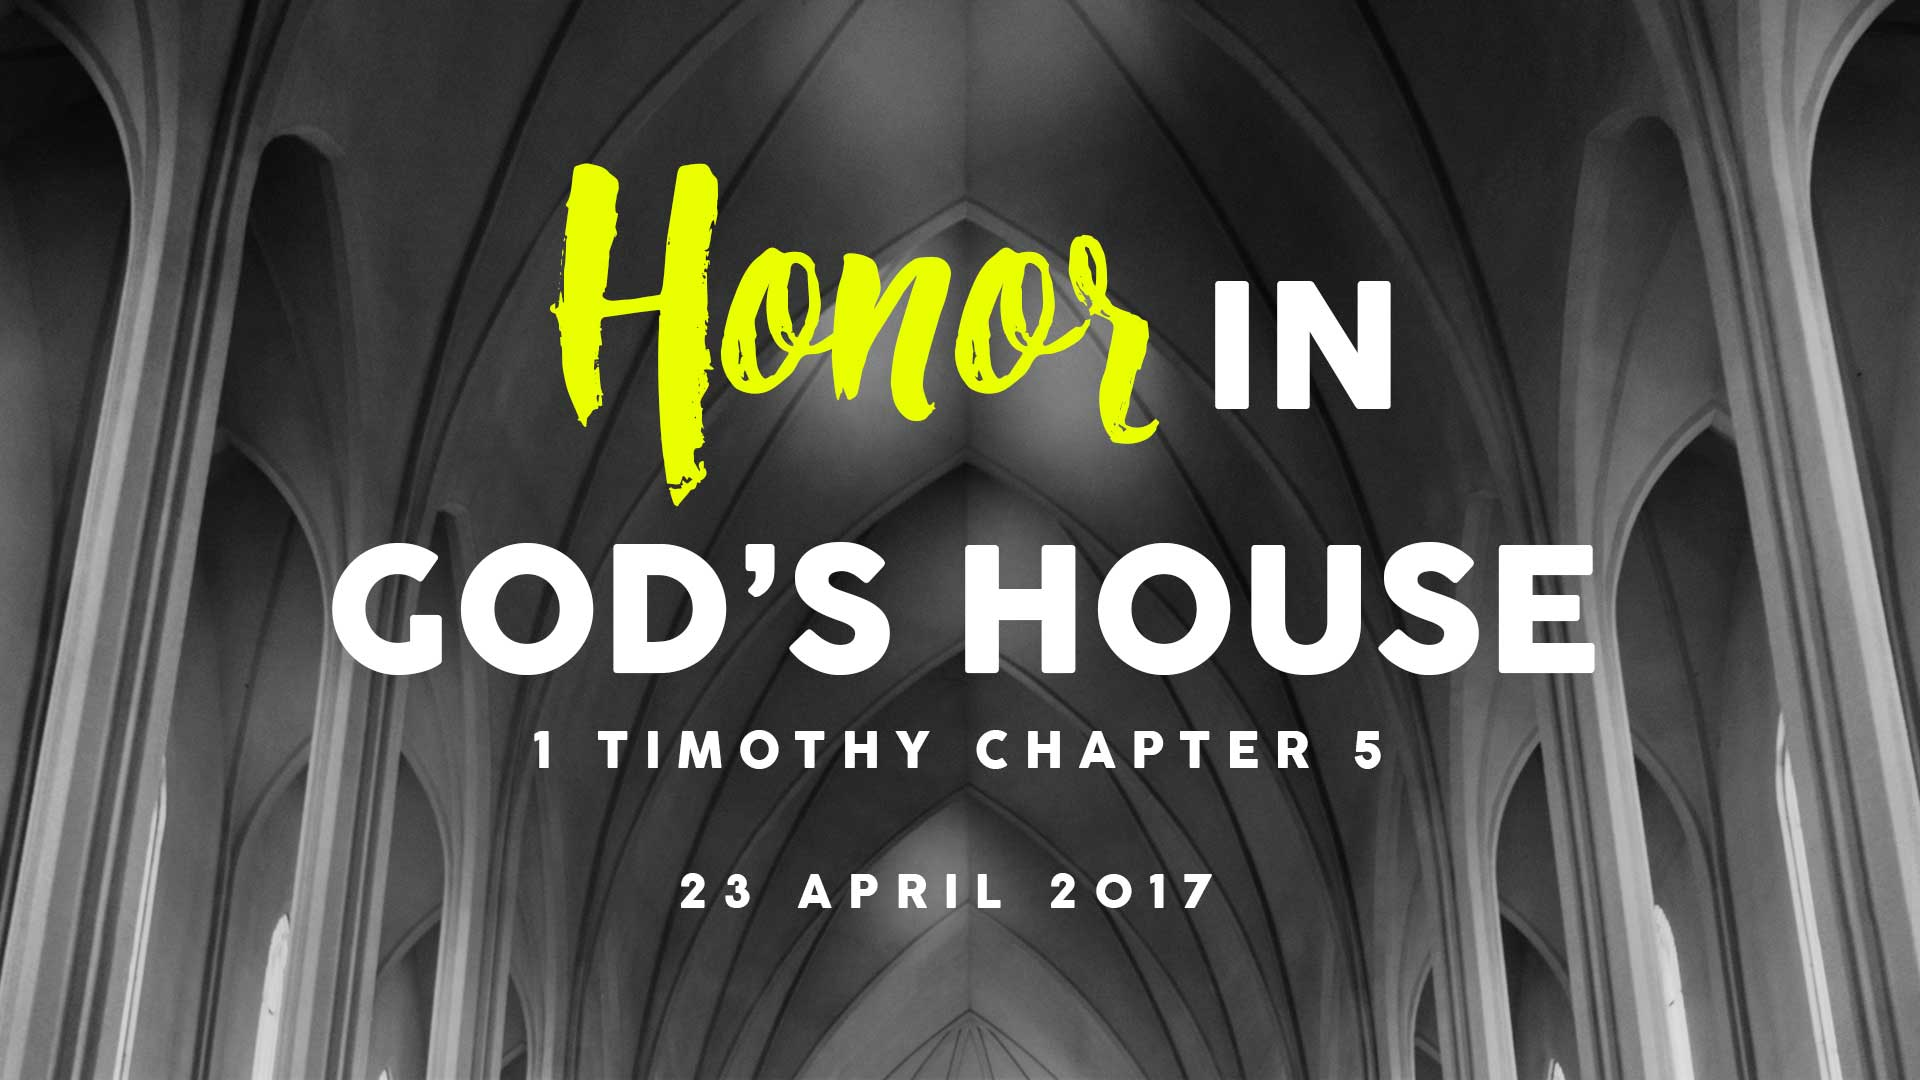 Honor IN
GOD’S HOUSE
1 TIMOTHY CHAPTER 5
23 APRIL 2017